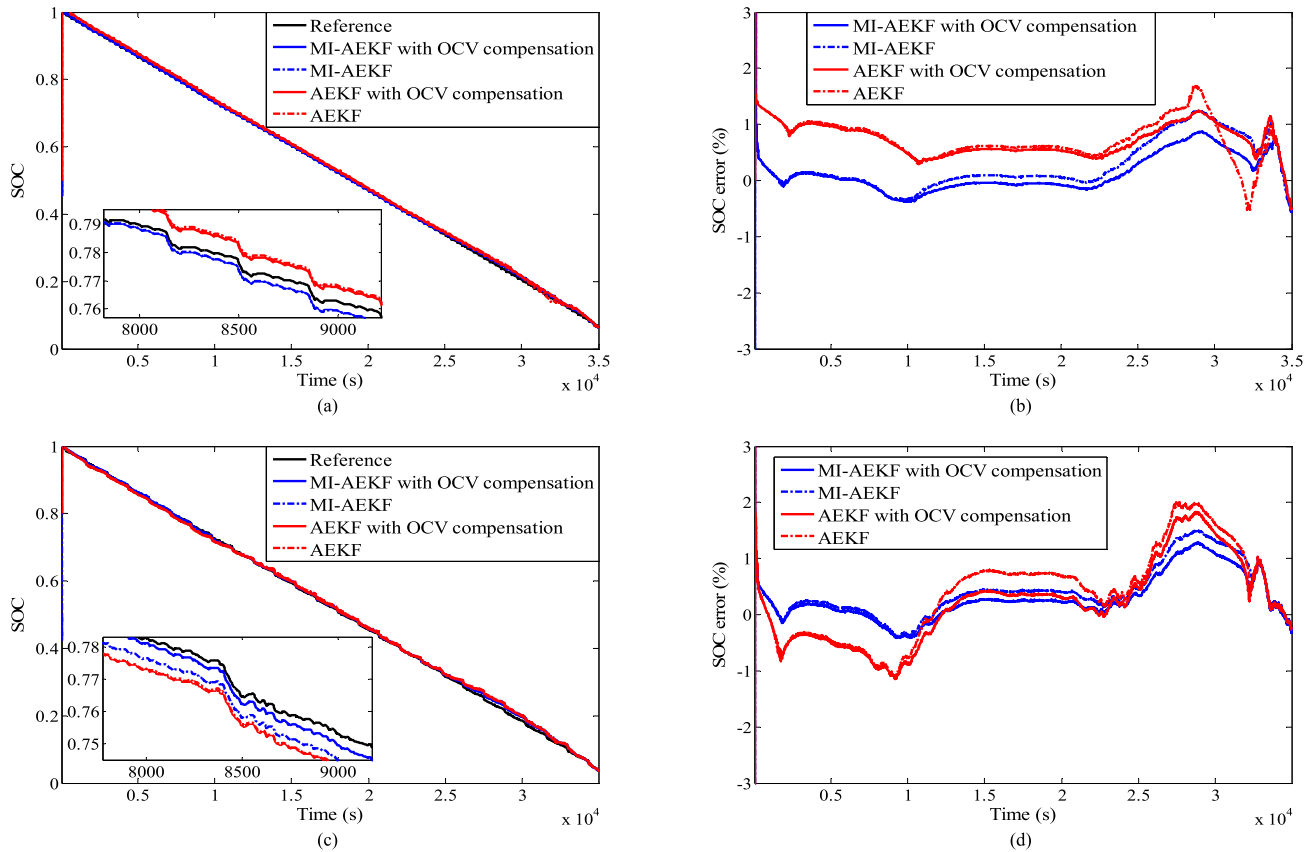 1
0.8
0.6
0.4
0.2
0
SOC
Reference
MI-AEKF with OCV compensation
MI-AEKF
AEKF with OCV compensation
AEKF
0.79
0.78
0.77
0.76
8000 8500 9000
0.5 1 1.5 2 2.5 3 3.5
Time (s)
x 10^4
(a)
3
2
1
0
-1
-2
-3
SOC error (%)
MI-AEKF with OCV compensation
MI-AEKF
AEKF with OCV compensation
AEKF
0.5 1 1.5 2 2.5 3 3.5
Time (s)
x 10^4
(b)
1
0.8
0.6
0.4
0.2
0
SOC
Reference
MI-AEKF with OCV compensation
MI-AEKF
AEKF with OCV compensation
AEKF
0.78
0.77
0.76
0.75
8000 8500 9000
0.5 1 1.5 2 2.5 3 3.5
Time (s)
x 10^4
(c)
3
2
1
0
-1
-2
-3
SOC error (%)
MI-AEKF with OCV compensation
MI-AEKF
AEKF with OCV compensation
AEKF
0.5 1 1.5 2 2.5 3 3.5
Time (s)
x 10^4
(d)